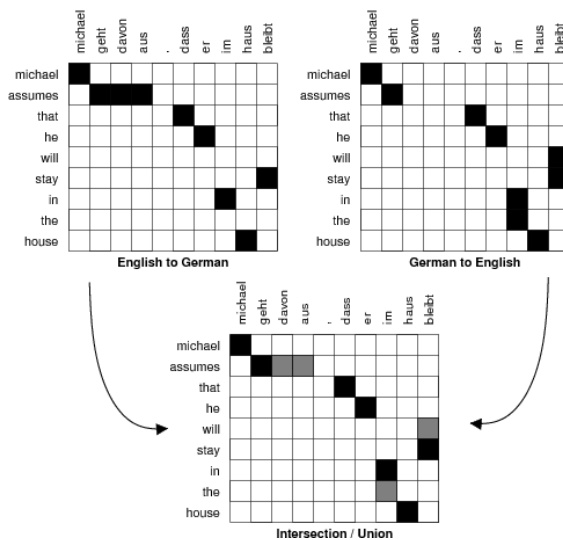 michael geht davon aus , dass er im haus bleibt
michael
assumes
that
he
will
stay
in
the
house
English to German
michael geht davon aus , dass er im haus bleibt
michael
assumes
that
he
will
stay
in
the
house
German to English
michael geht davon aus , dass er im haus bleibt
michael
assumes
that
he
will
stay
in
the
house
Intersection / Union